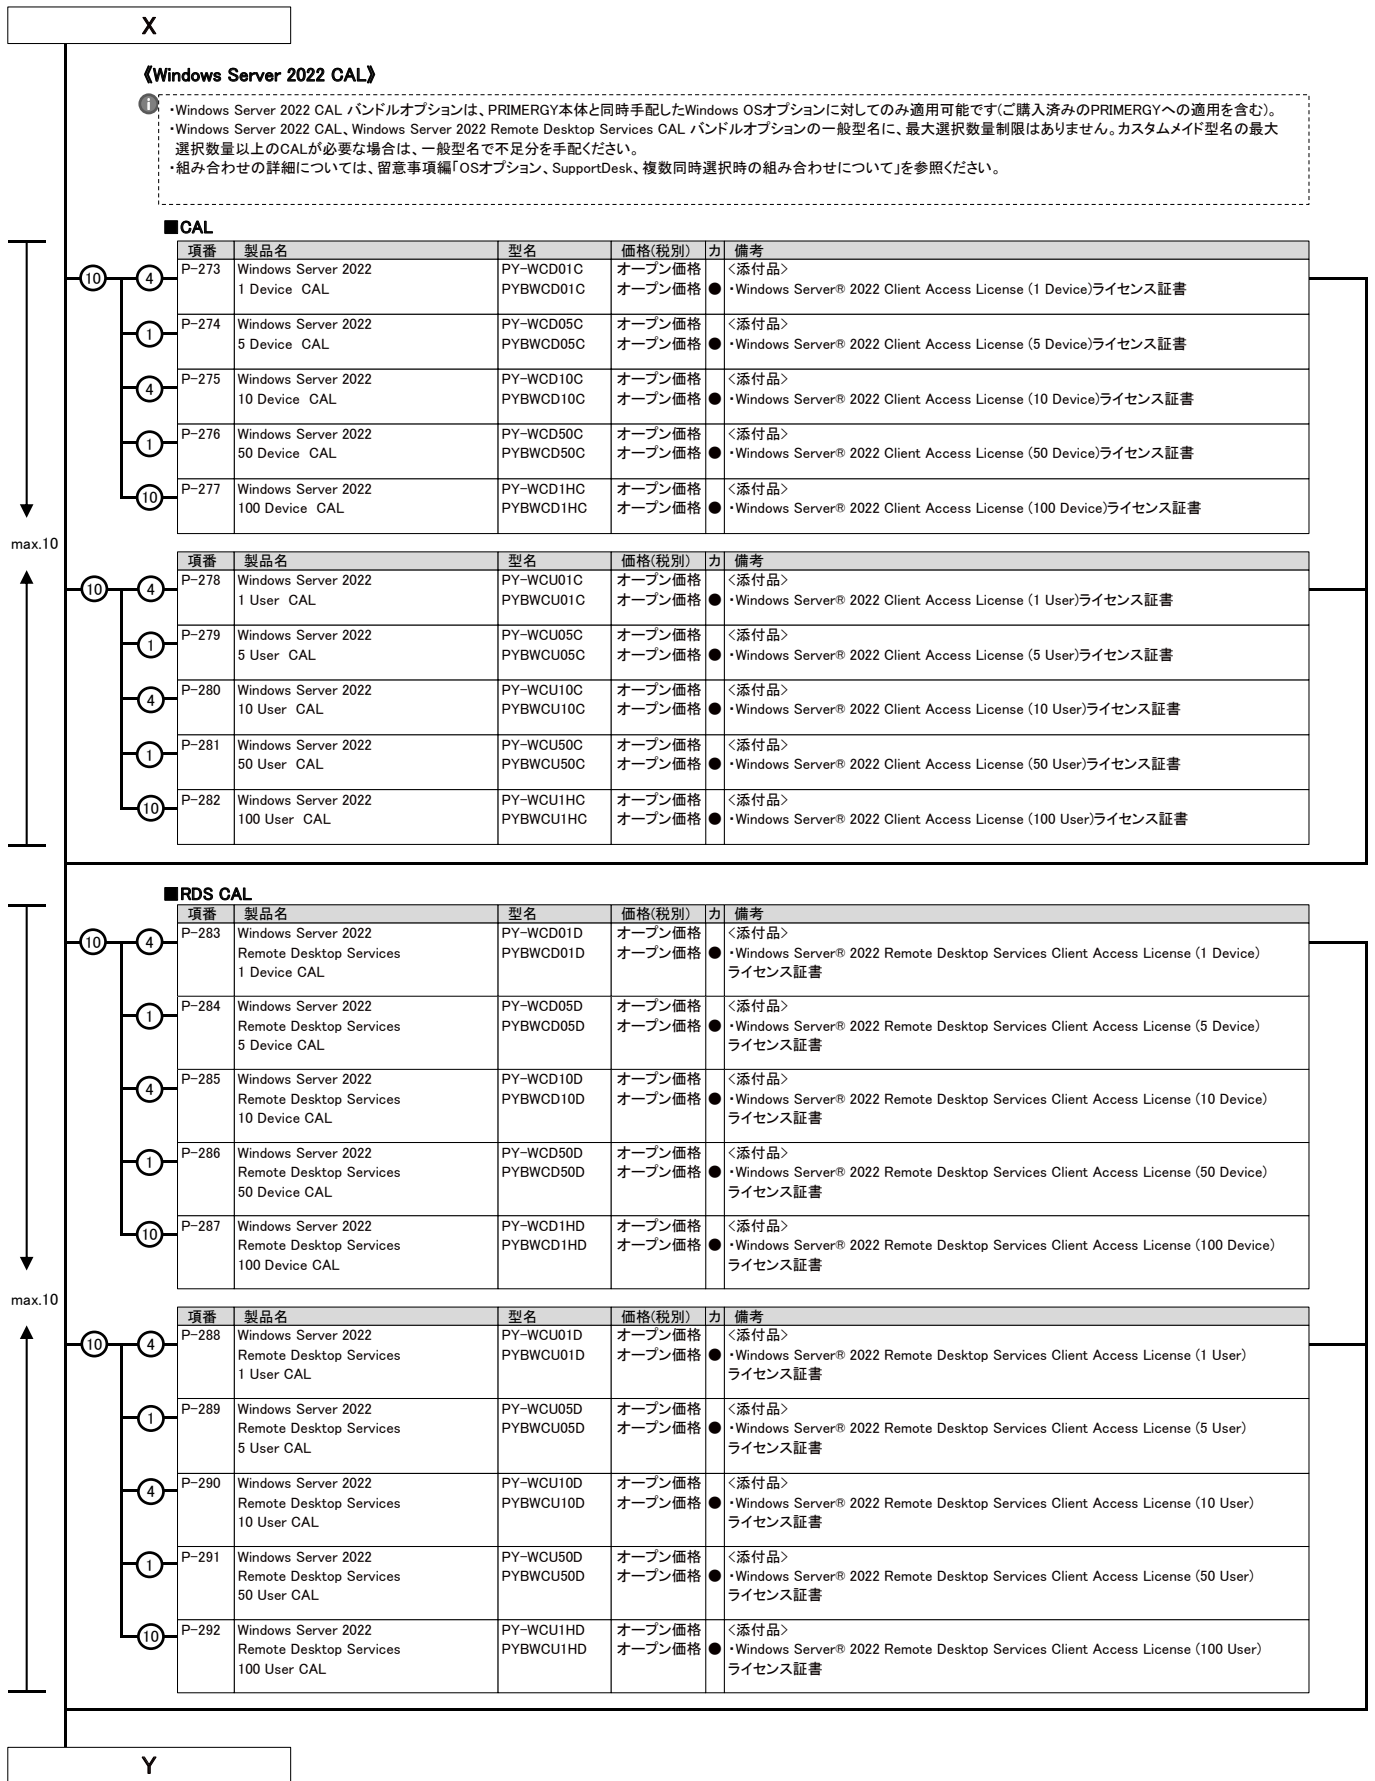 X
《Windows Server 2022 CAL》
・Windows Server 2022 CAL バンドルオプションは、PRIMERGY本体と同時手配したWindows OSオプションに対してのみ適用可能です(ご購入済みのPRIMERGYへの適用を含む)。
・Windows Server 2022 CAL、Windows Server 2022 Remote Desktop Services CAL バンドルオプションの一般型名に、最大選択数量制限はありません。カスタムメイド型名の最大
選択数量以上のCALが必要な場合は、一般型名で不足分を手配ください。
・組み合わせの詳細については、留意事項編「OSオプション、SupportDesk、複数同時選択時の組み合わせについて」を参照ください。
■CAL
項番 製品名 型名 価格(税別) カ 備考
10 4 P-273 Windows Server 2022 PY-WCD01C オープン価格 <添付品>
1 Device CAL PYBWCD01C オープン価格 ● ・Windows Server® 2022 Client Access License (1 Device)ライセンス証書
1 P-274 Windows Server 2022 PY-WCD05C オープン価格 <添付品>
5 Device CAL PYBWCD05C オープン価格 ● ・Windows Server® 2022 Client Access License (5 Device)ライセンス証書
4 P-275 Windows Server 2022 PY-WCD10C オープン価格 <添付品>
10 Device CAL PYBWCD10C オープン価格 ● ・Windows Server® 2022 Client Access License (10 Device)ライセンス証書
1 P-276 Windows Server 2022 PY-WCD50C オープン価格 <添付品>
50 Device CAL PYBWCD50C オープン価格 ● ・Windows Server® 2022 Client Access License (50 Device)ライセンス証書
10 P-277 Windows Server 2022 PY-WCD1HC オープン価格 <添付品>
100 Device CAL PYBWCD1HC オープン価格 ● ・Windows Server® 2022 Client Access License (100 Device)ライセンス証書
max.10
項番 製品名 型名 価格(税別) カ 備考
10 4 P-278 Windows Server 2022 PY-WCU01C オープン価格 <添付品>
1 User CAL PYBWCU01C オープン価格 ● ・Windows Server® 2022 Client Access License (1 User)ライセンス証書
1 P-279 Windows Server 2022 PY-WCU05C オープン価格 <添付品>
5 User CAL PYBWCU05C オープン価格 ● ・Windows Server® 2022 Client Access License (5 User)ライセンス証書
4 P-280 Windows Server 2022 PY-WCU10C オープン価格 <添付品>
10 User CAL PYBWCU10C オープン価格 ● ・Windows Server® 2022 Client Access License (10 User)ライセンス証書
1 P-281 Windows Server 2022 PY-WCU50C オープン価格 <添付品>
50 User CAL PYBWCU50C オープン価格 ● ・Windows Server® 2022 Client Access License (50 User)ライセンス証書
10 P-282 Windows Server 2022 PY-WCU1HC オープン価格 <添付品>
100 User CAL PYBWCU1HC オープン価格 ● ・Windows Server® 2022 Client Access License (100 User)ライセンス証書
■RDS CAL
項番 製品名 型名 価格(税別) カ 備考
10 4 P-283 Windows Server 2022 PY-WCD01D オープン価格 <添付品>
Remote Desktop Services PYBWCD01D オープン価格 ● ・Windows Server® 2022 Remote Desktop Services Client Access License (1 Device)
1 Device CAL ライセンス証書
1 P-284 Windows Server 2022 PY-WCD05D オープン価格 <添付品>
Remote Desktop Services PYBWCD05D オープン価格 ● ・Windows Server® 2022 Remote Desktop Services Client Access License (5 Device)
5 Device CAL ライセンス証書
4 P-285 Windows Server 2022 PY-WCD10D オープン価格 <添付品>
Remote Desktop Services PYBWCD10D オープン価格 ● ・Windows Server® 2022 Remote Desktop Services Client Access License (10 Device)
10 Device CAL ライセンス証書
1 P-286 Windows Server 2022 PY-WCD50D オープン価格 <添付品>
Remote Desktop Services PYBWCD50D オープン価格 ● ・Windows Server® 2022 Remote Desktop Services Client Access License (50 Device)
50 Device CAL ライセンス証書
10 P-287 Windows Server 2022 PY-WCD1HD オープン価格 <添付品>
Remote Desktop Services PYBWCD1HD オープン価格 ● ・Windows Server® 2022 Remote Desktop Services Client Access License (100 Device)
100 Device CAL ライセンス証書
max.10
項番 製品名 型名 価格(税別) カ 備考
10 4 P-288 Windows Server 2022 PY-WCU01D オープン価格 <添付品>
Remote Desktop Services PYBWCU01D オープン価格 ● ・Windows Server® 2022 Remote Desktop Services Client Access License (1 User)
1 User CAL ライセンス証書
1 P-289 Windows Server 2022 PY-WCU05D オープン価格 <添付品>
Remote Desktop Services PYBWCU05D オープン価格 ● ・Windows Server® 2022 Remote Desktop Services Client Access License (5 User)
5 User CAL ライセンス証書
4 P-290 Windows Server 2022 PY-WCU10D オープン価格 <添付品>
Remote Desktop Services PYBWCU10D オープン価格 ● ・Windows Server® 2022 Remote Desktop Services Client Access License (10 User)
10 User CAL ライセンス証書
1 P-291 Windows Server 2022 PY-WCU50D オープン価格 <添付品>
Remote Desktop Services PYBWCU50D オープン価格 ● ・Windows Server® 2022 Remote Desktop Services Client Access License (50 User)
50 User CAL ライセンス証書
10 P-292 Windows Server 2022 PY-WCU1HD オープン価格 <添付品>
Remote Desktop Services PYBWCU1HD オープン価格 ● ・Windows Server® 2022 Remote Desktop Services Client Access License (100 User)
100 User CAL ライセンス証書
Y